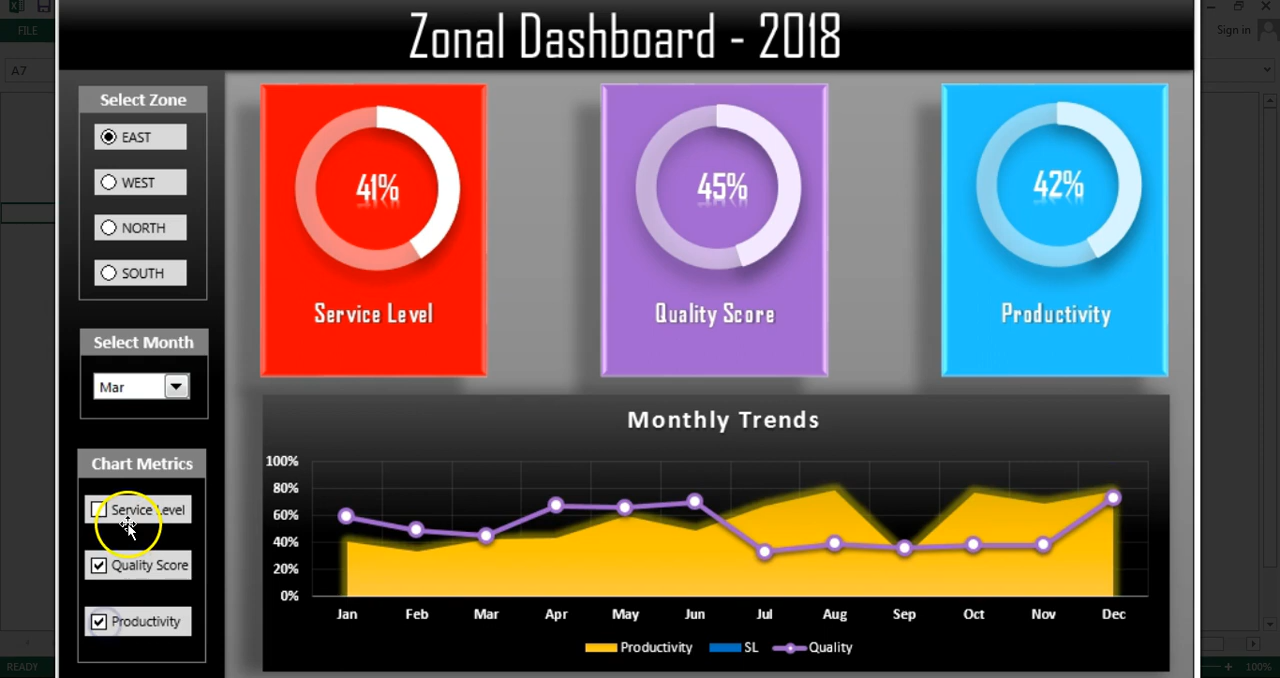 FILE
Zonal Dashboard - 2018
Sign in
A7
Select Zone
EAST
WEST
NORTH
SOUTH
Select Month
Mar
Chart Metrics
Service Level
Quality Score
Productivity
41%
Service Level
45%
Quality Score
42%
Productivity
Monthly Trends
100%
80%
60%
40%
20%
0%
Jan Feb Mar Apr May Jun Jul Aug Sep Oct Nov Dec
Productivity SL Quality
READY
100%